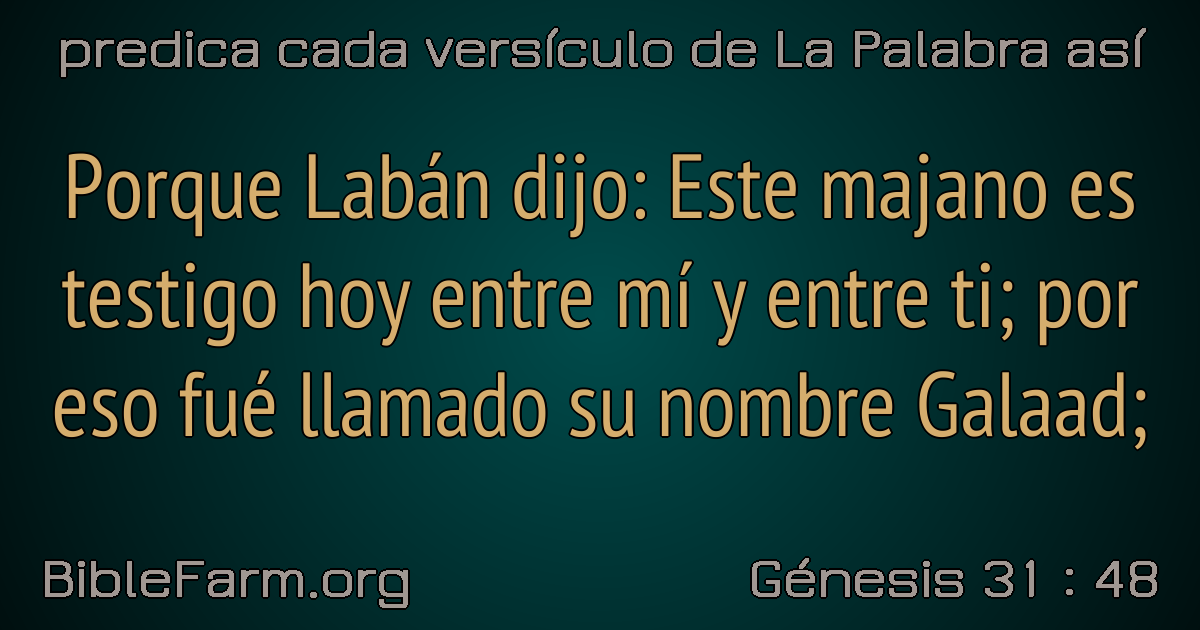 predica cada versículo de La Palabra así
Porque Labán dijo: Este majano es
testigo hoy entre mí y entre ti; por
eso fué llamado su nombre Galaad;
BibleFarm.org
Génesis 31 : 48